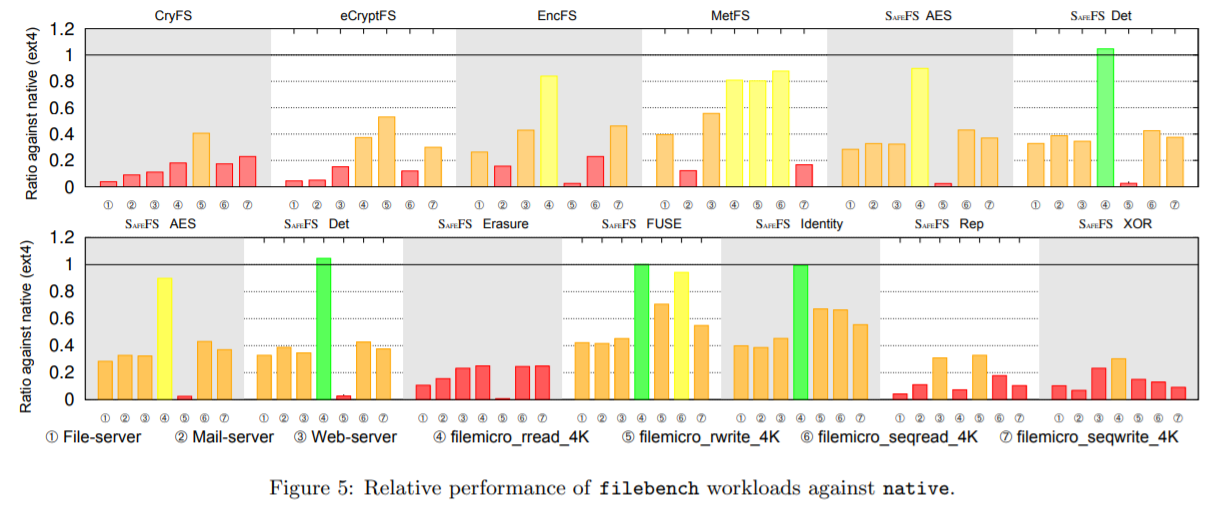 CryFS eCryptFS EncFS MetFS SAFEFS AES SAFEFS Det
Ratio against native (ext4)
1.2
1
0.8
0.6
0.4
0.2
0
① ② ③ ④ ⑤ ⑥ ⑦ ① ② ③ ④ ⑤ ⑥ ⑦ ① ② ③ ④ ⑤ ⑥ ⑦ ① ② ③ ④ ⑤ ⑥ ⑦ ① ② ③ ④ ⑤ ⑥ ⑦ ① ② ③ ④ ⑤ ⑥ ⑦
SAFEFS AES SAFEFS Det SAFEFS Erasure SAFEFS FUSE SAFEFS Identity SAFEFS Rep SAFEFS XOR
Ratio against native (ext4)
1.2
1
0.8
0.6
0.4
0.2
0
① ② ③ ④ ⑤ ⑥ ⑦ ① ② ③ ④ ⑤ ⑥ ⑦ ① ② ③ ④ ⑤ ⑥ ⑦ ① ② ③ ④ ⑤ ⑥ ⑦ ① ② ③ ④ ⑤ ⑥ ⑦ ① ② ③ ④ ⑤ ⑥ ⑦ ① ② ③ ④ ⑤ ⑥ ⑦
① File-server ② Mail-server ③ Web-server ④ filemicro_rread_4K ⑤ filemicro_rwrite_4K ⑥ filemicro_seqread_4K ⑦ filemicro_seqwrite_4K
Figure 5: Relative performance of filebench workloads against native.